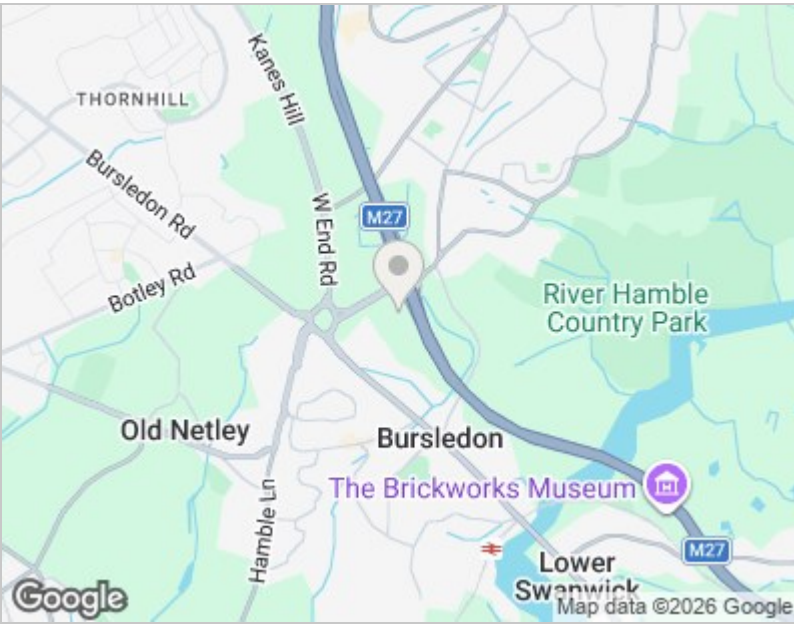 Kanes Hill
THORNHILL
Bursledon Rd
W End Rd
M27
Botley Rd
River Hamble
Country Park
Old Netley
Bursledon
The Brickworks Museum
Hamble Ln
M27
Lower
Swanwick
Google
Map data ©2026 Google